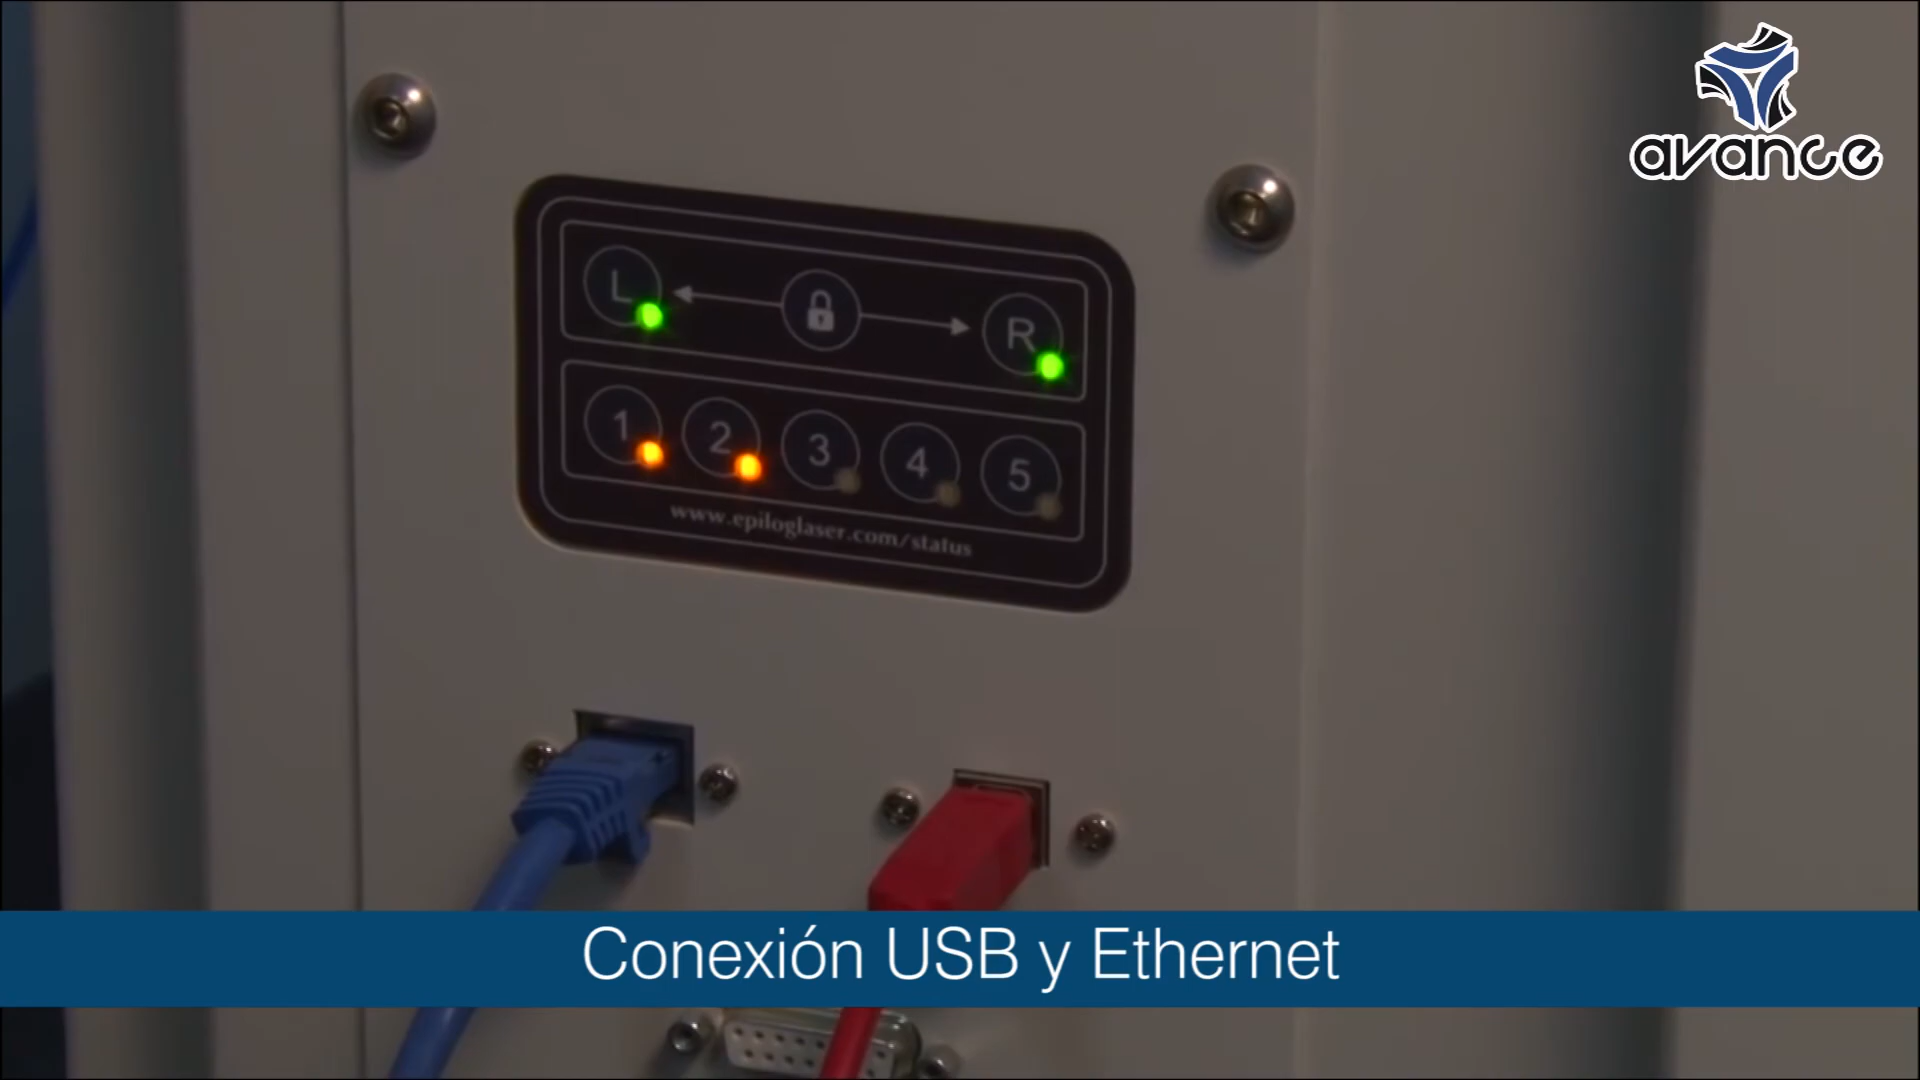 avance
L R
1 2 3 4 5
www.epiloglaser.com/status
Conexión USB y Ethernet